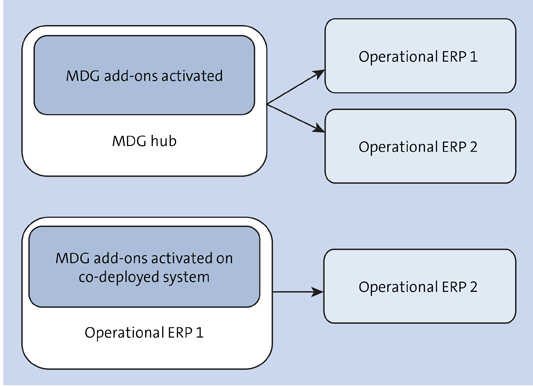 MDG add-ons activated
MDG hub
Operational ERP 1
Operational ERP 2
MDG add-ons activated on
co-deployed system
Operational ERP 1
Operational ERP 2